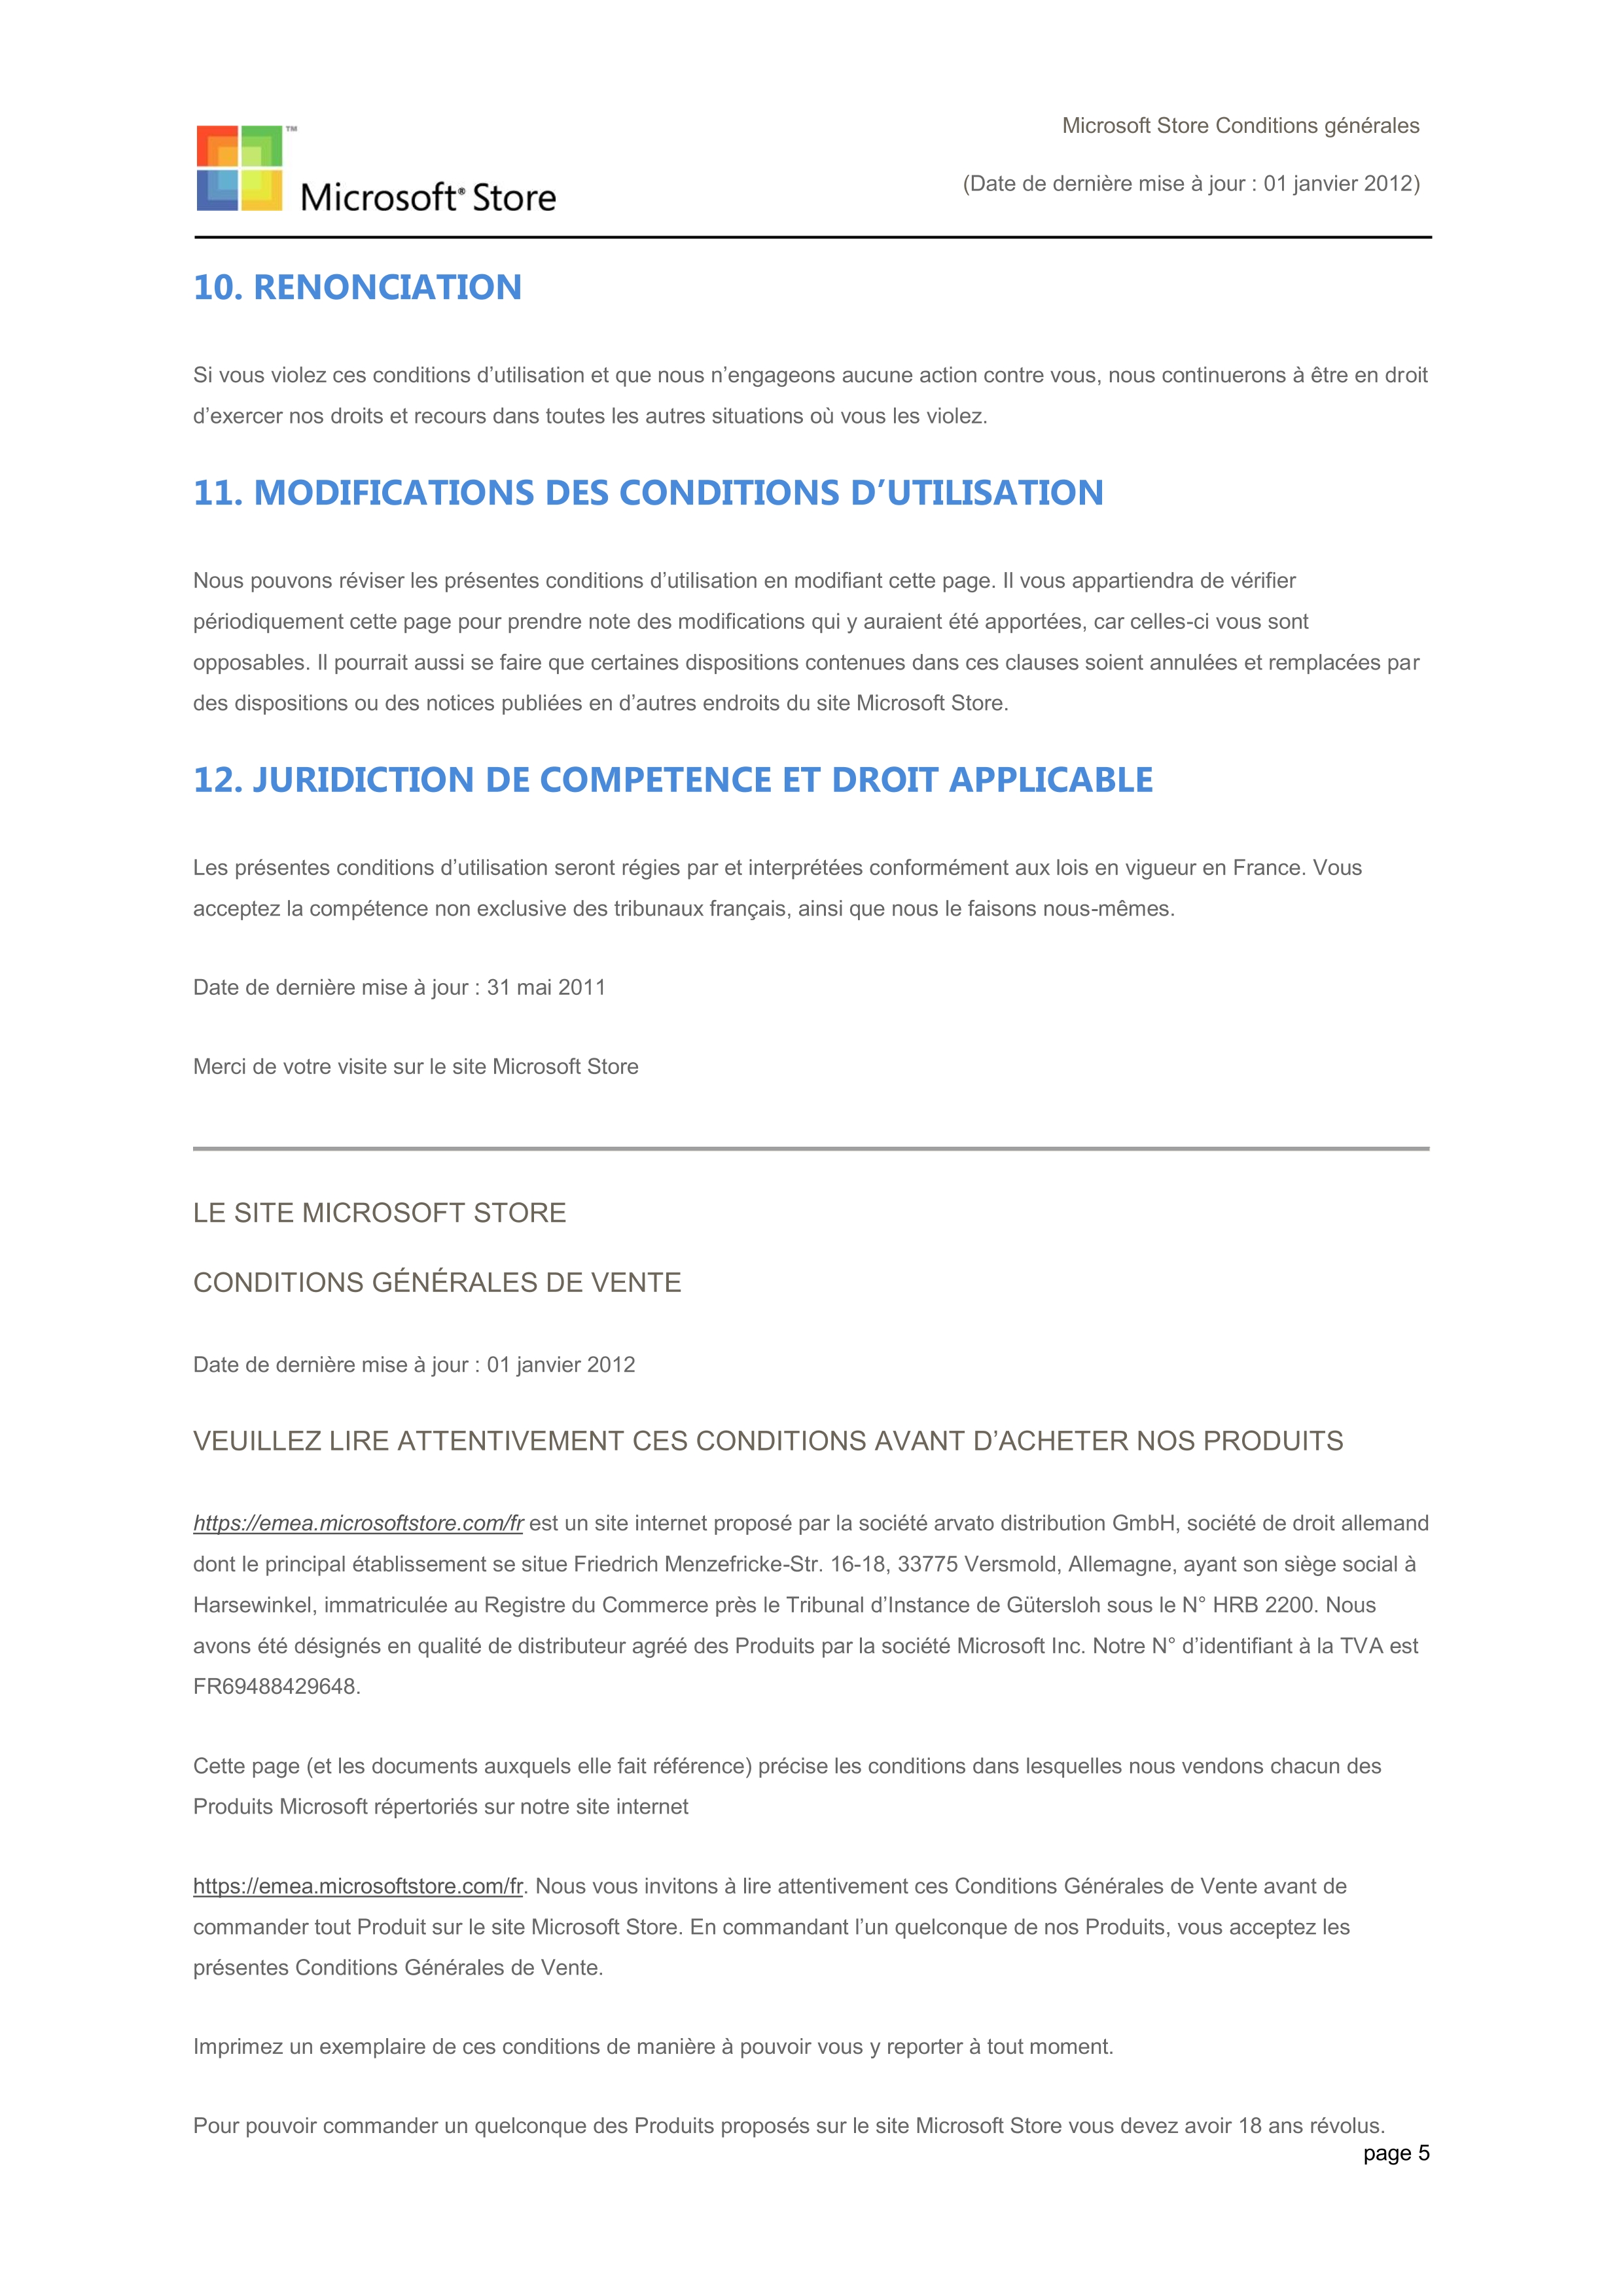 Microsoft Store Conditions générales
(Date de dernière mise à jour : 01 janvier 2012)
™
Microsoft® Store
10. RENONCIATION
Si vous violez ces conditions d’utilisation et que nous n’engageons aucune action contre vous, nous continuerons à être en droit
d’exercer nos droits et recours dans toutes les autres situations où vous les violez.
11. MODIFICATIONS DES CONDITIONS D’UTILISATION
Nous pouvons réviser les présentes conditions d’utilisation en modifiant cette page. Il vous appartiendra de vérifier
périodiquement cette page pour prendre note des modifications qui y auraient été apportées, car celles-ci vous sont
opposables. Il pourrait aussi se faire que certaines dispositions contenues dans ces clauses soient annulées et remplacées par
des dispositions ou des notices publiées en d’autres endroits du site Microsoft Store.
12. JURIDICTION DE COMPETENCE ET DROIT APPLICABLE
Les présentes conditions d’utilisation seront régies par et interprétées conformément aux lois en vigueur en France. Vous
acceptez la compétence non exclusive des tribunaux français, ainsi que nous le faisons nous-mêmes.
Date de dernière mise à jour : 31 mai 2011
Merci de votre visite sur le site Microsoft Store
LE SITE MICROSOFT STORE
CONDITIONS GÉNÉRALES DE VENTE
Date de dernière mise à jour : 01 janvier 2012
VEUILLEZ LIRE ATTENTIVEMENT CES CONDITIONS AVANT D’ACHETER NOS PRODUITS
https://emea.microsoftstore.com/fr est un site internet proposé par la société arvato distribution GmbH, société de droit allemand
dont le principal établissement se situe Friedrich Menzefricke-Str. 16-18, 33775 Versmold, Allemagne, ayant son siège social à
Harsewinkel, immatriculée au Registre du Commerce près le Tribunal d’Instance de Gütersloh sous le N° HRB 2200. Nous
avons été désignés en qualité de distributeur agréé des Produits par la société Microsoft Inc. Notre N° d’identifiant à la TVA est
FR69488429648.
Cette page (et les documents auxquels elle fait référence) précise les conditions dans lesquelles nous vendons chacun des
Produits Microsoft répertoriés sur notre site internet
https://emea.microsoftstore.com/fr. Nous vous invitons à lire attentivement ces Conditions Générales de Vente avant de
commander tout Produit sur le site Microsoft Store. En commandant l’un quelconque de nos Produits, vous acceptez les
présentes Conditions Générales de Vente.
Imprimez un exemplaire de ces conditions de manière à pouvoir vous y reporter à tout moment.
Pour pouvoir commander un quelconque des Produits proposés sur le site Microsoft Store vous devez avoir 18 ans révolus.
page 5